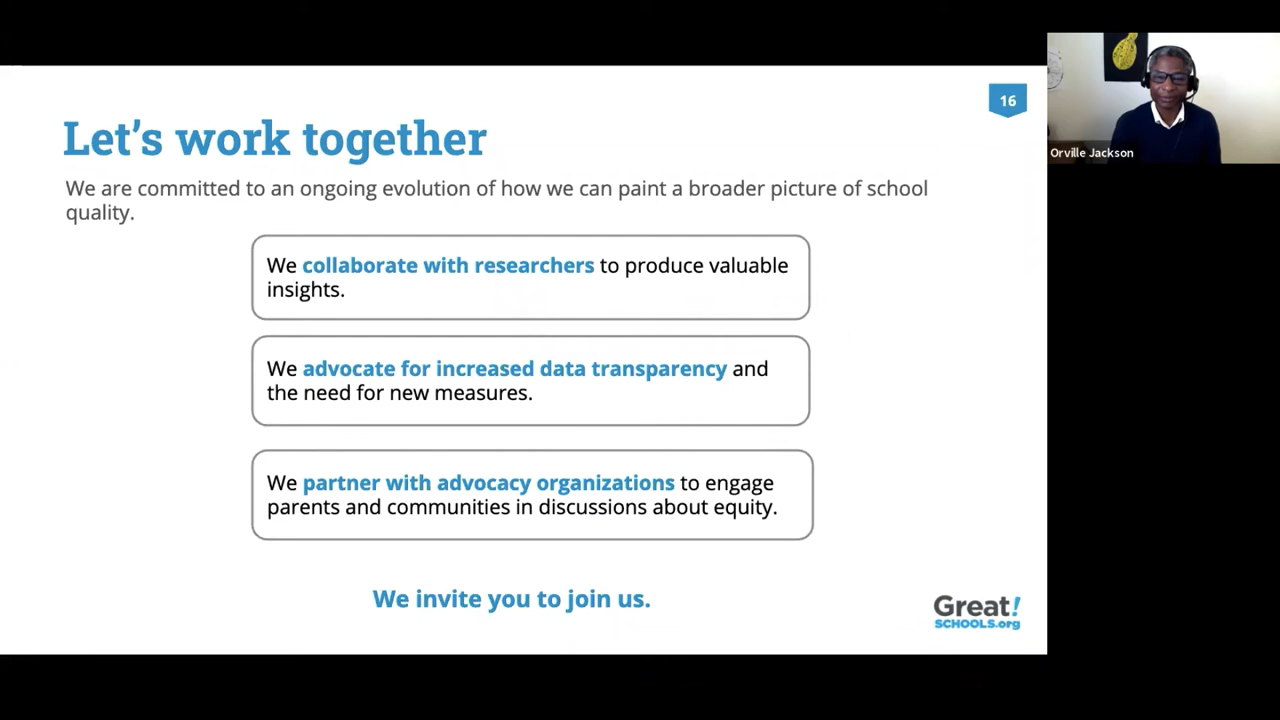 16
Let's work together
We are committed to an ongoing evolution of how we can paint a broader picture of school
quality.
We collaborate with researchers to produce valuable
insights.
We advocate for increased data transparency and
the need for new measures.
We partner with advocacy organizations to engage
parents and communities in discussions about equity.
We invite you to join us.
Great!
SCHOOLS.org
Orville Jackson